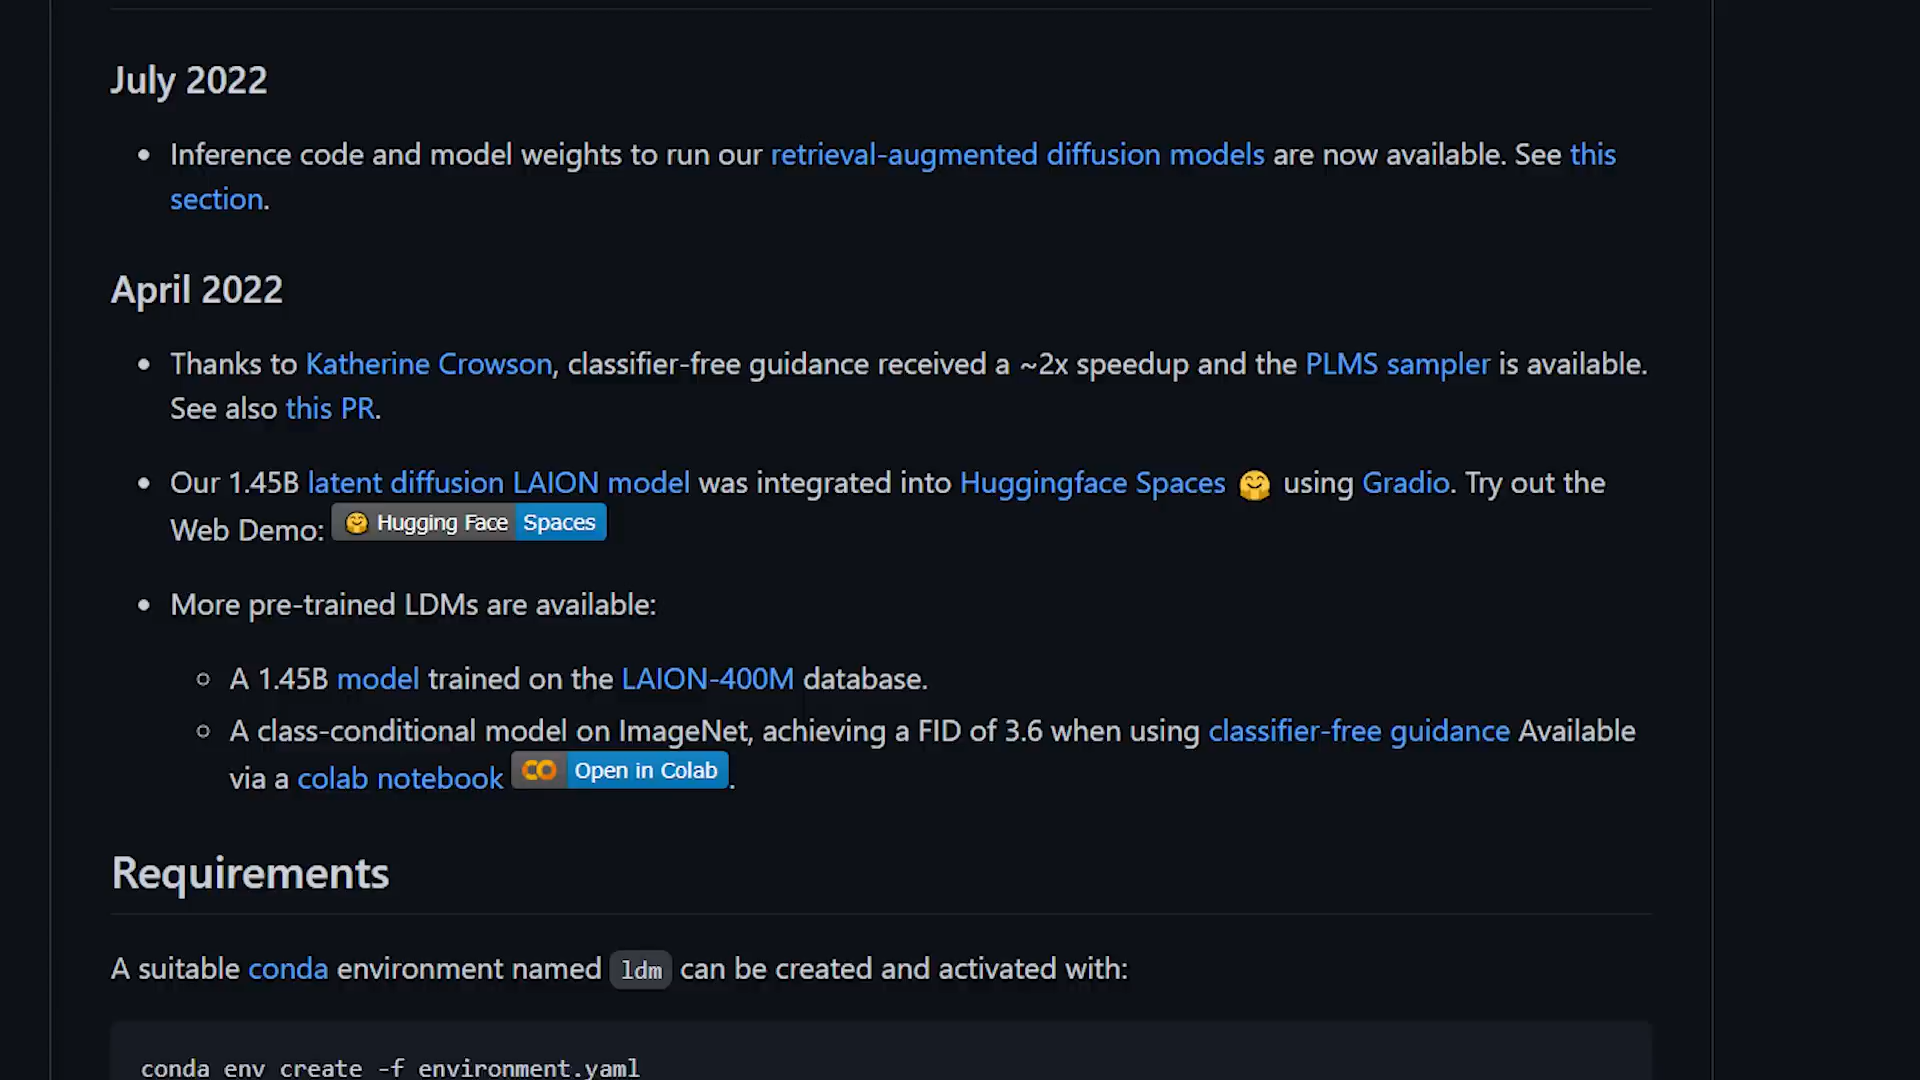 July 2022
• Inference code and model weights to run our retrieval-augmented diffusion models are now available. See this
section.
April 2022
• Thanks to Katherine Crowson, classifier-free guidance received a ~2x speedup and the PLMS sampler is available.
See also this PR.
• Our 1.45B latent diffusion LAION model was integrated into Huggingface Spaces 🤗 using Gradio. Try out the
Web Demo: 🤗 Hugging Face Spaces
• More pre-trained LDMs are available:
○ A 1.45B model trained on the LAION-400M database.
○ A class-conditional model on ImageNet, achieving a FID of 3.6 when using classifier-free guidance Available
via a colab notebook Open in Colab.
Requirements
A suitable conda environment named ldm can be created and activated with:
conda env create -f environment.yaml